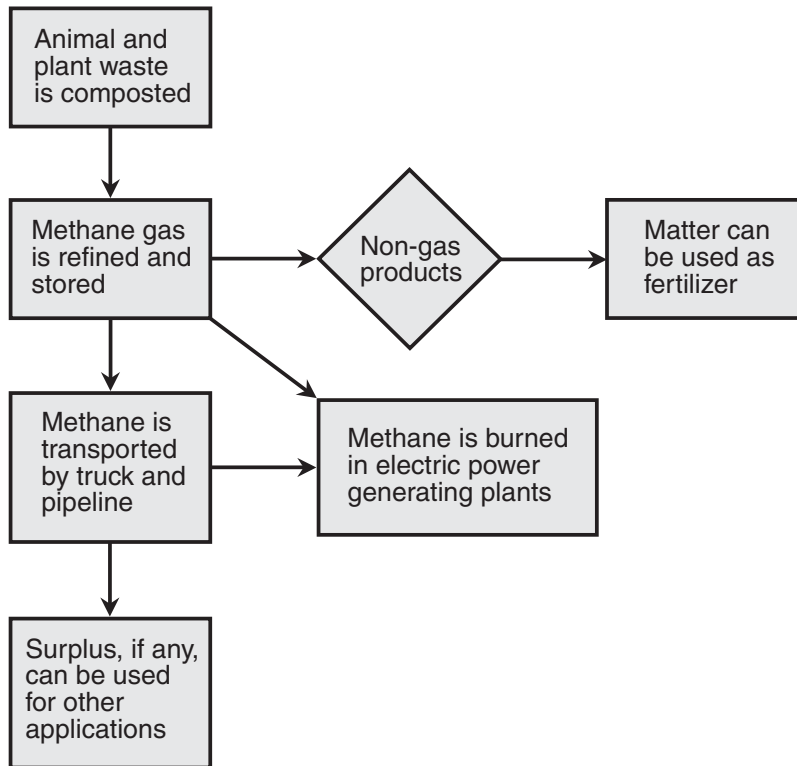 Animal and
plant waste
is composted
Methane gas
is refined and
stored
Non-gas
products
Matter can
be used as
fertilizer
Methane is
transported
by truck and
pipeline
Methane is burned
in electric power
generating plants
Surplus, if any,
can be used
for other
applications